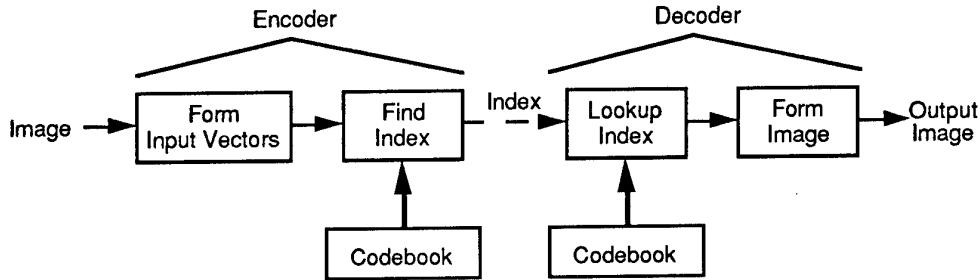 Encoder
Decoder
Image
Form
Input Vectors
Find
Index
Index
Lookup
Index
Form
Image
Output
Image
Codebook
Codebook